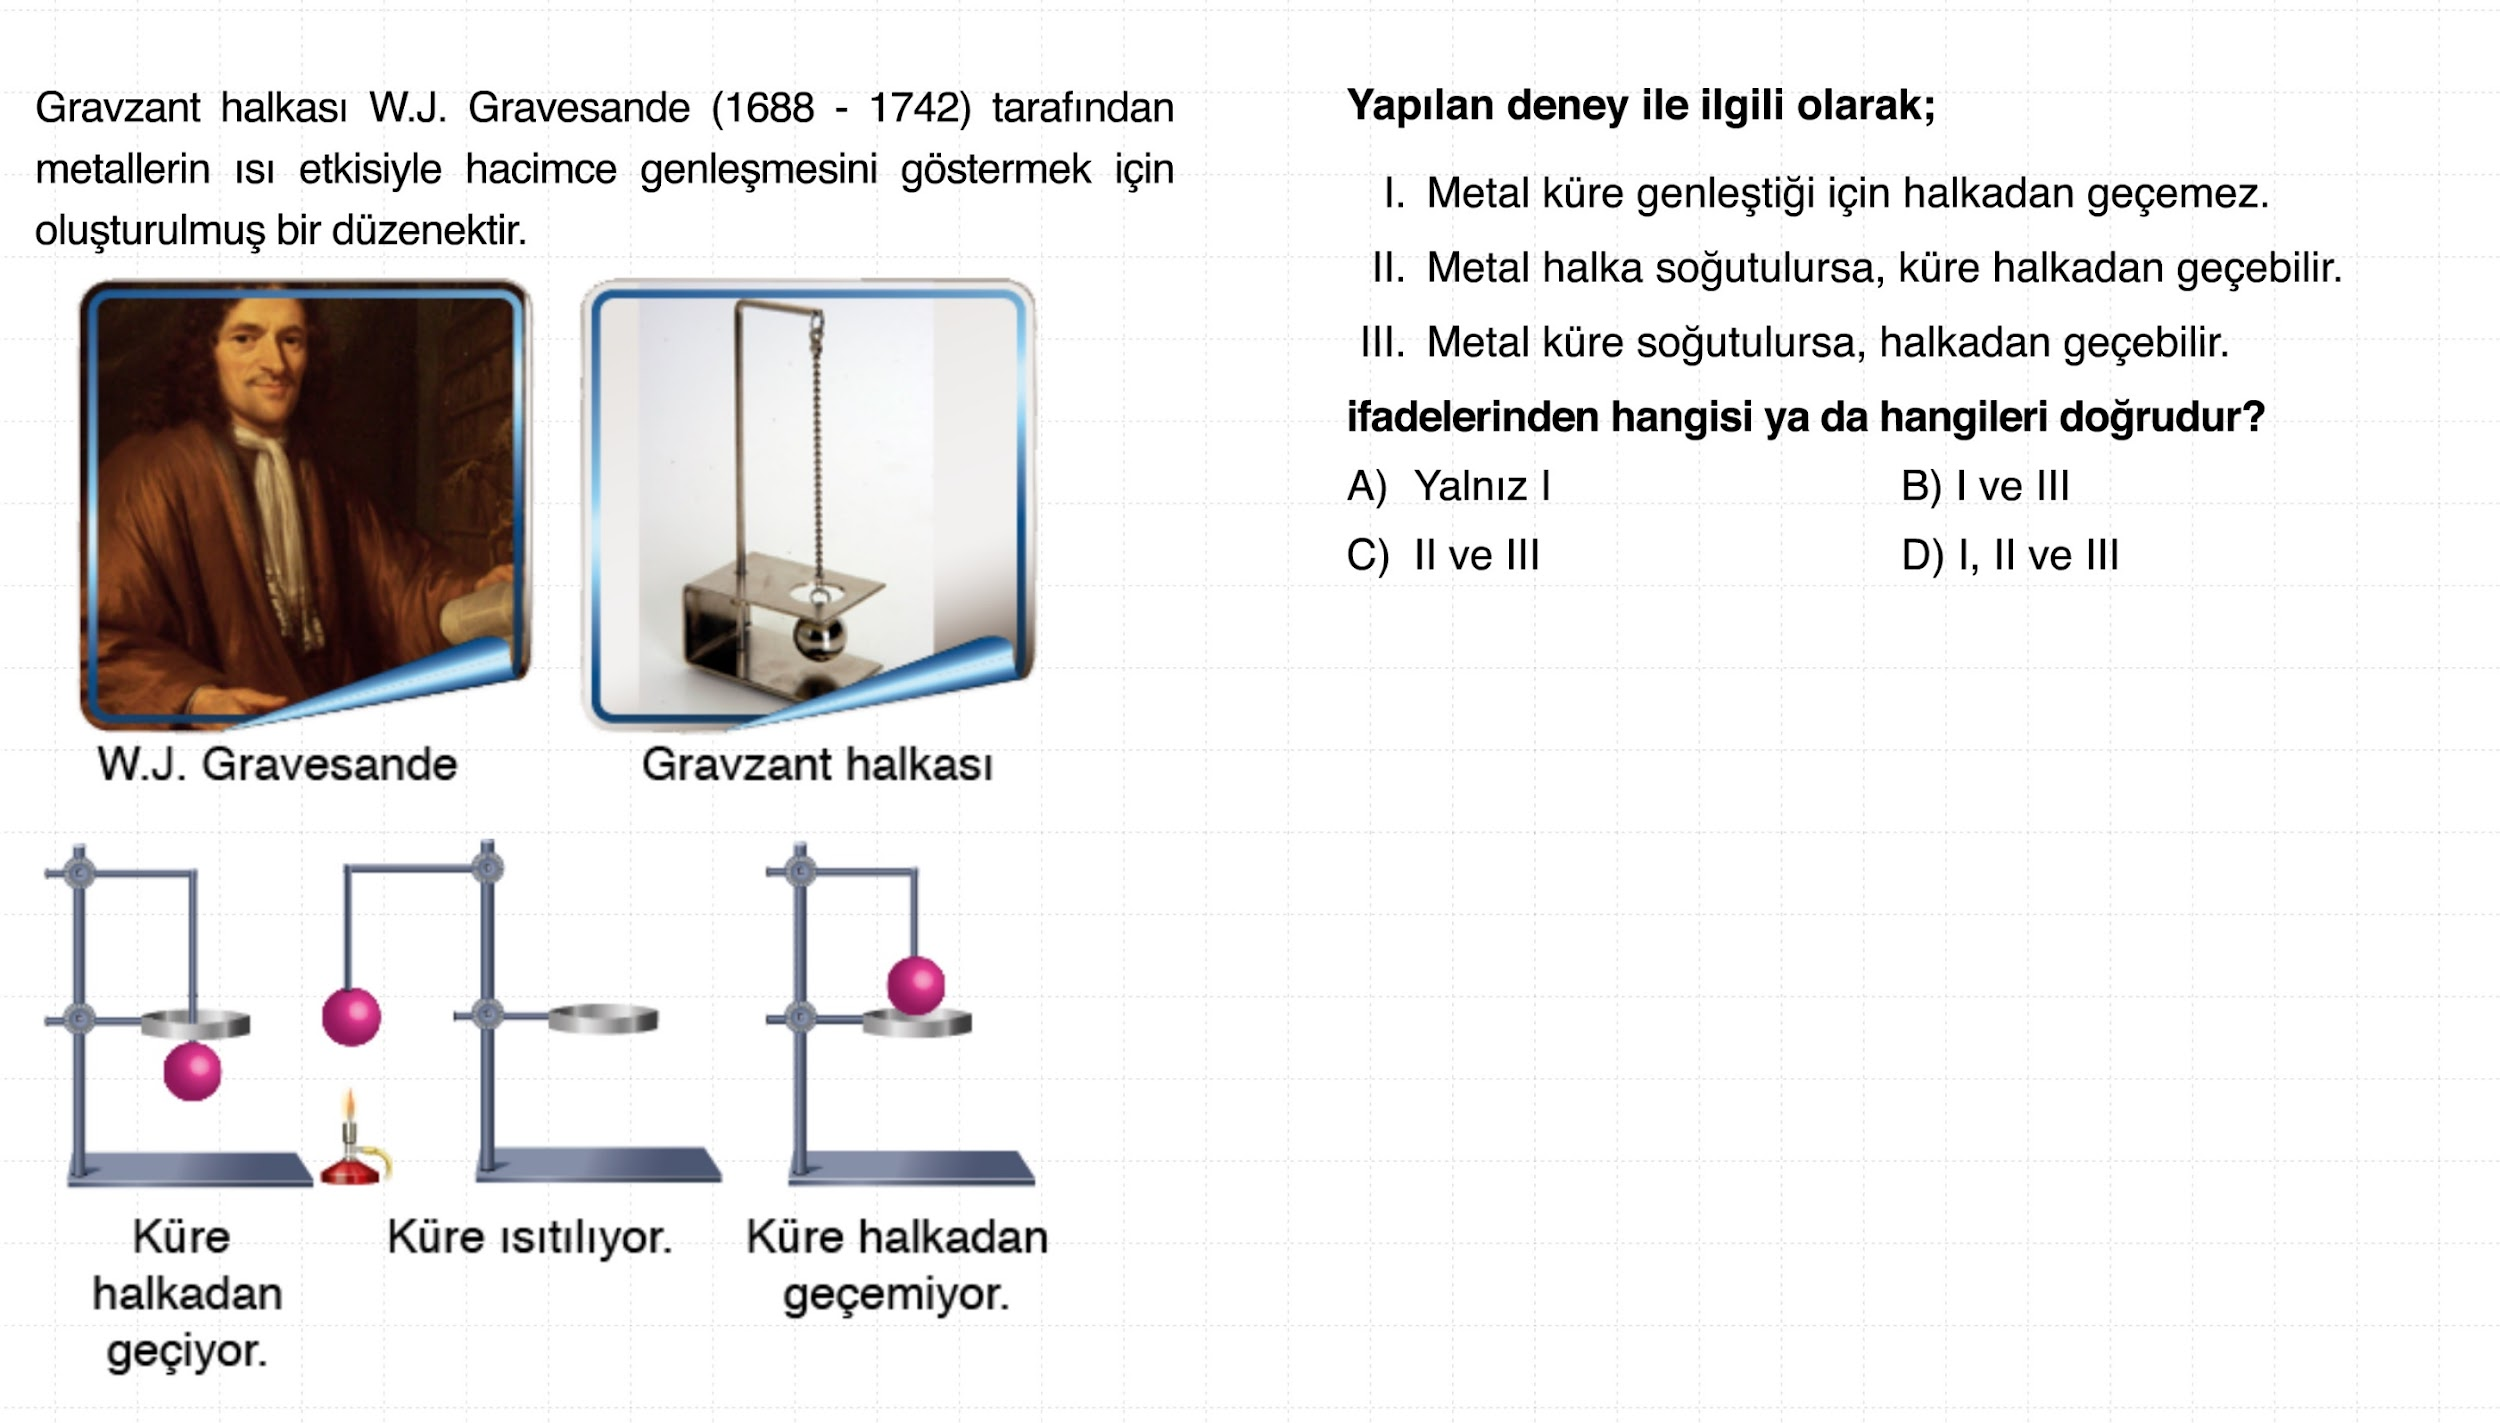 Gravzant halkası W.J. Gravesande (1688 - 1742) tarafından
metallerin ısı etkisiyle hacimce genleşmesini göstermek için
oluşturulmuş bir düzenektir.
W.J. Gravesande
Gravzant halkası
Küre
halkadan
geçiyor.
Küre ısıtılıyor.
Küre halkadan
geçemiyor.
Yapılan deney ile ilgili olarak;
I. Metal küre genleştiği için halkadan geçemez.
II. Metal halka soğutulursa, küre halkadan geçebilir.
III. Metal küre soğutulursa, halkadan geçebilir.
ifadelerinden hangisi ya da hangileri doğrudur?
A) Yalnız I
B) I ve III
C) II ve III
D) I, II ve III